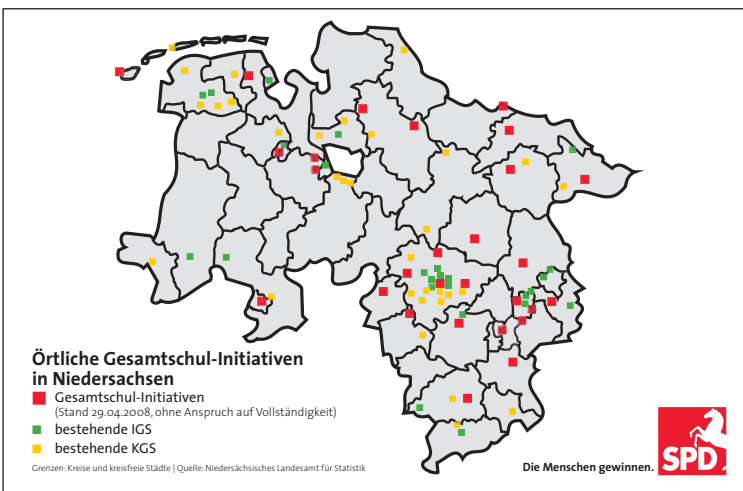 Örtliche Gesamtschul-Initiativen
in Niedersachsen
Gesamtschul-Initiativen
(Stand 29.04.2008, ohne Anspruch auf Vollständigkeit)
bestehende IGS
bestehende KGS
Grenzen: Kreise und kreisfreie Städte | Quelle: Niedersächsisches Landesamt für Statistik
Die Menschen gewinnen.
SPD